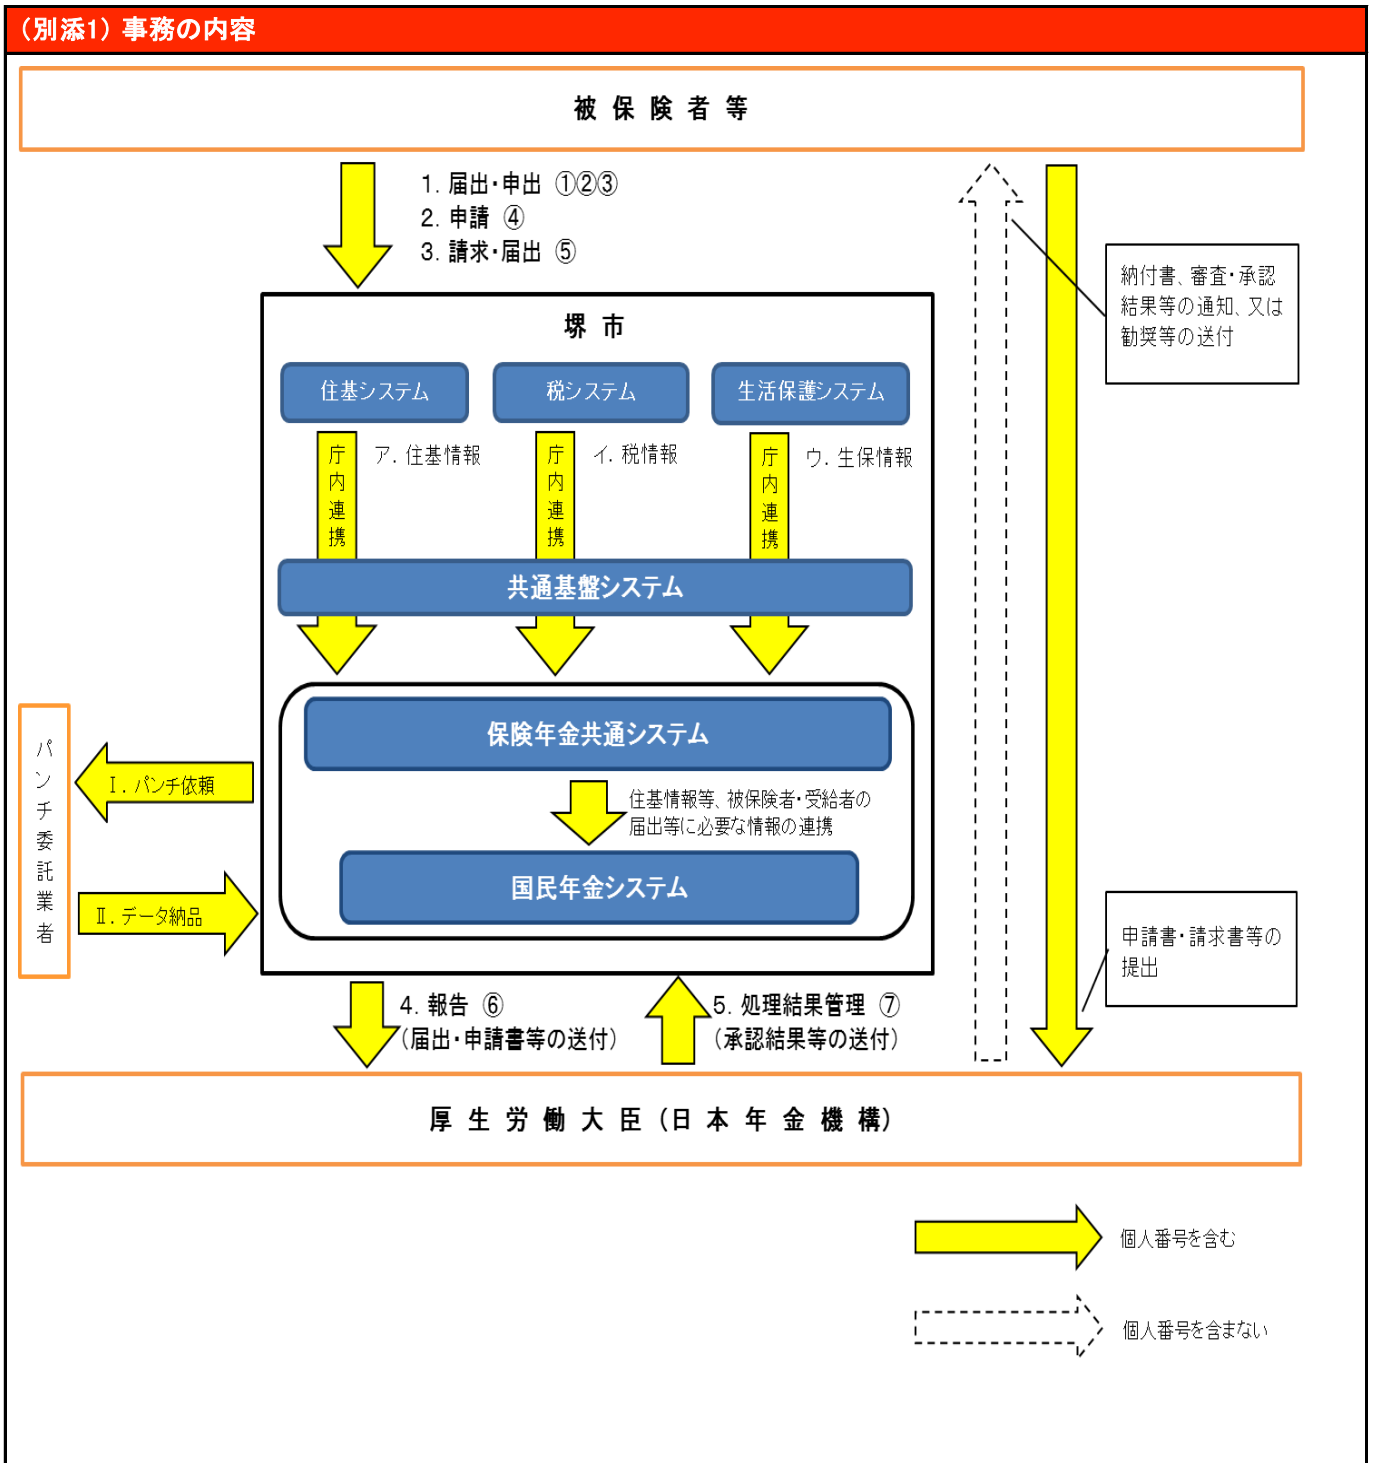 （別添1）事務の内容
被 保 険 者 等
1. 届出・申出 ①②③
2. 申請 ④
3. 請求・届出 ⑤
納付書、審査・承認
結果等の通知、又は
勧奨等の送付
堺 市
住基システム
税システム
生活保護システム
庁内連携
ア. 住基情報
庁内連携
イ. 税情報
庁内連携
ウ. 生保情報
共通基盤システム
保険年金共通システム
住基情報等、被保険者・受給者の
届出等に必要な情報の連携
国民年金システム
パンチ委託業者
Ⅰ. パンチ依頼
Ⅱ. データ納品
申請書・請求書等の
提出
4. 報告 ⑥
（届出・申請書等の送付）
5. 処理結果管理 ⑦
（承認結果等の送付）
厚 生 労 働 大 臣 （日 本 年 金 機 構）
個人番号を含む
個人番号を含まない